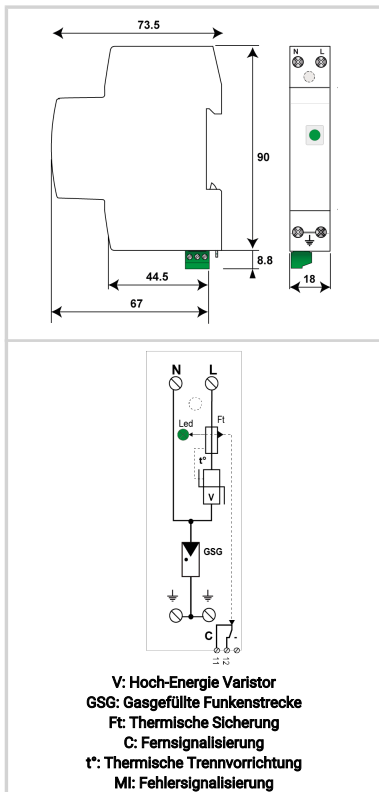 73.5
N L
90
8.8
44.5
67
18
N L
Led Ft
t°
V
GSG
C -
11 12
V: Hoch-Energie Varistor
GSG: Gasgefüllte Funkenstrecke
Ft: Thermische Sicherung
C: Fernsignalisierung
t°: Thermische Trennvorrichtung
MI: Fehlersignalisierung